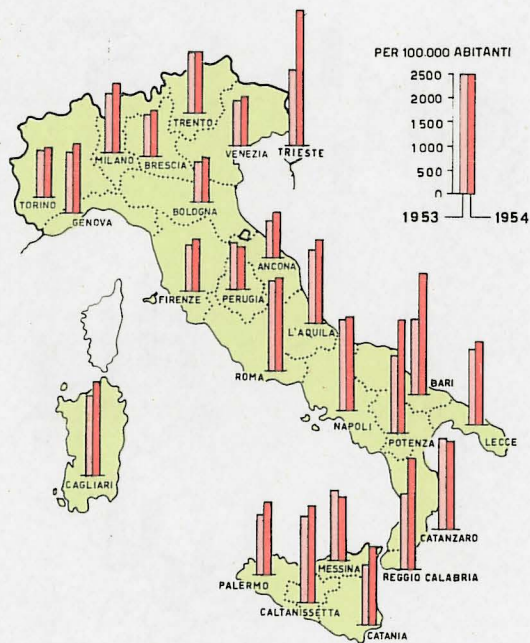 PER 100.000 ABITANTI
2500
2000
1500
1000
500
0
1953
1954
TRENTO
MILANO
BRESCIA
VENEZIA
TRIESTE
TORINO
GENOVA
BOLOGNA
ANCONA
FIRENZE
PERUGIA
L'AQUILA
ROMA
BARI
NAPOLI
POTENZA
LECCE
CAGLIARI
CATANZARO
MESSINA
REGGIO CALABRIA
PALERMO
CALTANISSETTA
CATANIA